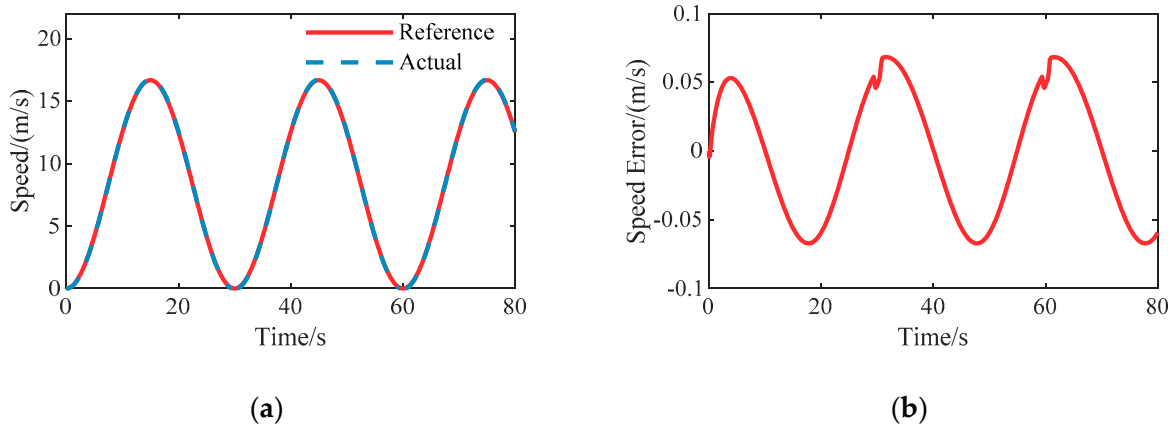 Speed/(m/s)
20
15
10
5
0
Reference
Actual
0 20 40 60 80
Time/s
(a)
Speed Error/(m/s)
0.1
0.05
0
-0.05
-0.1
0 20 40 60 80
Time/s
(b)